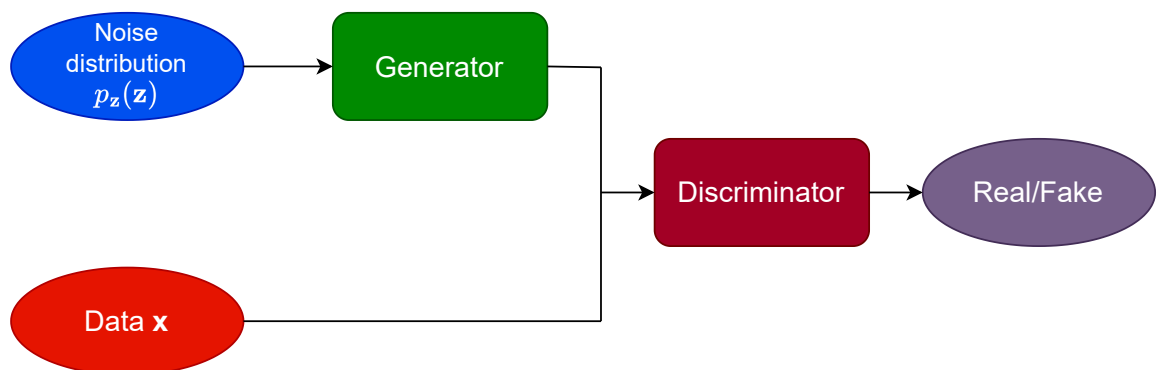 Noise
distribution
p_𝐳(𝐳)
Generator
Discriminator
Real/Fake
Data 𝐱